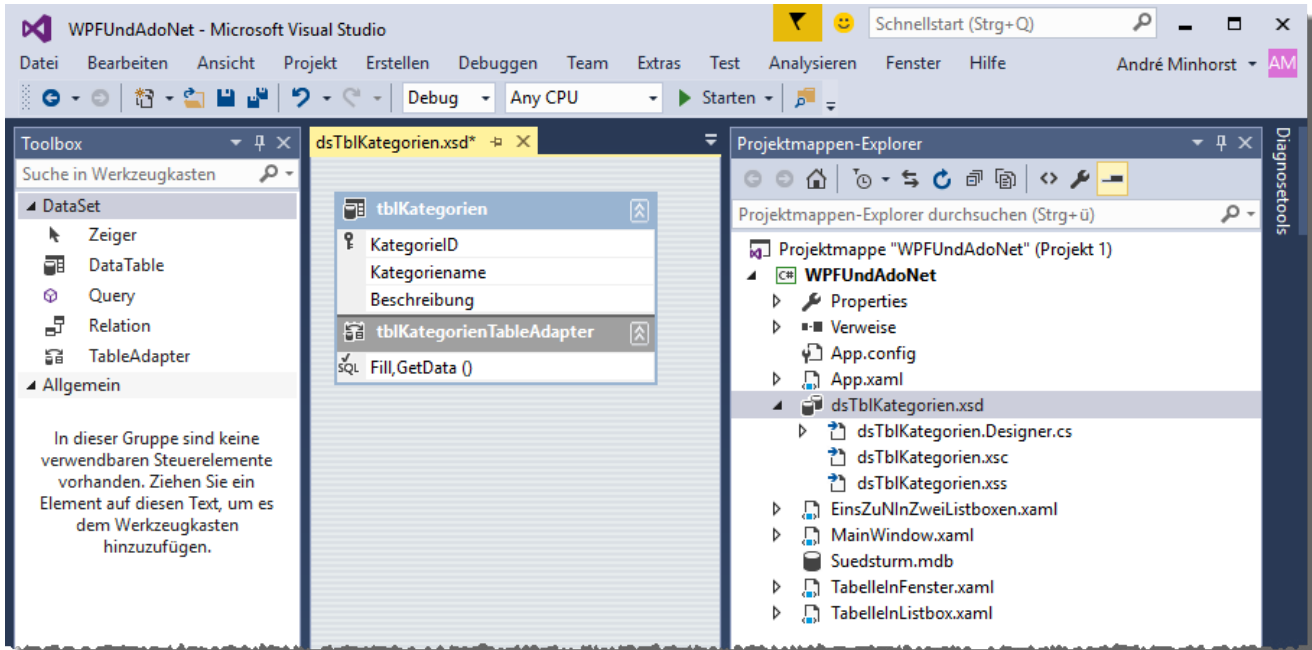 WPFUndAdoNet - Microsoft Visual Studio
Schnellstart (Strg+Q)
Datei Bearbeiten Ansicht Projekt Erstellen Debuggen Team Extras Test Analysieren Fenster Hilfe André Minhorst AM
Debug Any CPU Starten
Toolbox
Suche in Werkzeugkasten
DataSet
Zeiger
DataTable
Query
Relation
TableAdapter
Allgemein
In dieser Gruppe sind keine
verwendbaren Steuerelemente
vorhanden. Ziehen Sie ein
Element auf diesen Text, um es
dem Werkzeugkasten
hinzuzufügen.
dsTblKategorien.xsd*
tblKategorien
KategorieID
Kategoriename
Beschreibung
tblKategorienTableAdapter
SQL Fill,GetData ()
Projektmappen-Explorer
Projektmappen-Explorer durchsuchen (Strg+ü)
Projektmappe "WPFUndAdoNet" (Projekt 1)
C# WPFUndAdoNet
Properties
Verweise
App.config
App.xaml
dsTblKategorien.xsd
dsTblKategorien.Designer.cs
dsTblKategorien.xsc
dsTblKategorien.xss
EinsZuNInZweiListboxen.xaml
MainWindow.xaml
Suedsturm.mdb
TabelleInFenster.xaml
TabelleInListbox.xaml
Diagnosetools